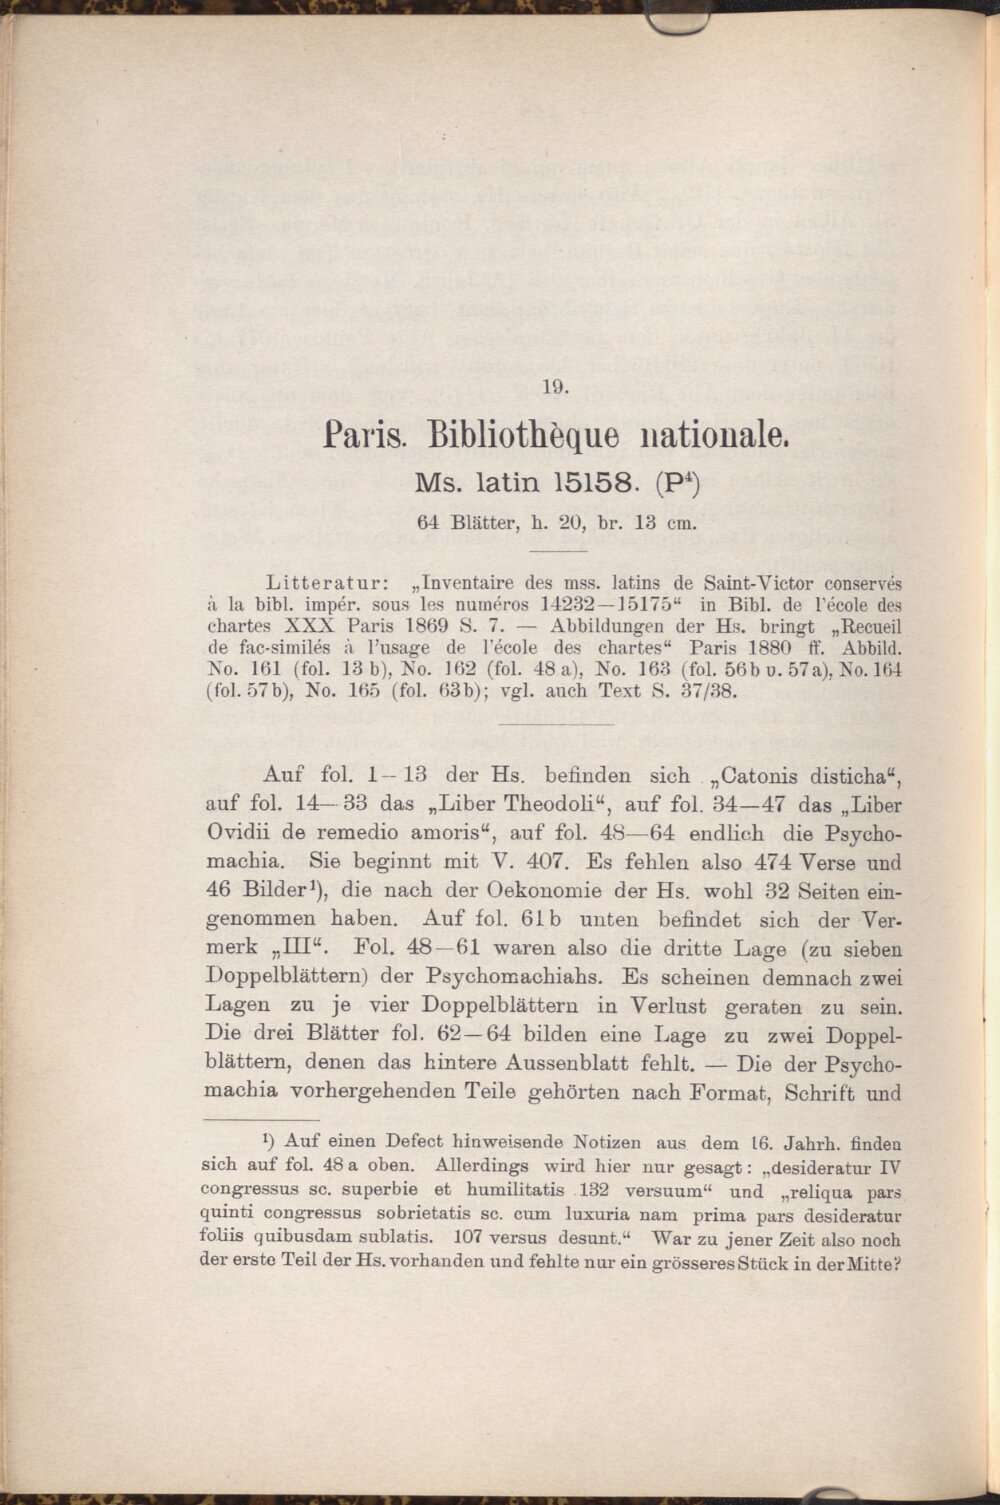 19.
Paris. Bibliothèque nationale.
Ms. latin 15158. (P⁴)
64 Blätter, h. 20, br. 13 cm.
Litteratur: „Inventaire des mss. latins de Saint-Victor conservés
à la bibl. impér. sous les numéros 14232—15175“ in Bibl. de l'école des
chartes XXX Paris 1869 S. 7. — Abbildungen der Hs. bringt „Recueil
de fac-similés à l'usage de l'école des chartes“ Paris 1880 ff. Abbild.
No. 161 (fol. 13 b), No. 162 (fol. 48 a), No. 163 (fol. 56 b u. 57 a), No. 164
(fol. 57 b), No. 165 (fol. 63 b); vgl. auch Text S. 37/38.
Auf fol. 1—13 der Hs. befinden sich „Catonis disticha“,
auf fol. 14—33 das „Liber Theodoli“, auf fol. 34—47 das „Liber
Ovidii de remedio amoris“, auf fol. 48—64 endlich die Psycho-
machia. Sie beginnt mit V. 407. Es fehlen also 474 Verse und
46 Bilder¹), die nach der Oekonomie der Hs. wohl 32 Seiten ein-
genommen haben. Auf fol. 61 b unten befindet sich der Ver-
merk „III“. Fol. 48—61 waren also die dritte Lage (zu sieben
Doppelblättern) der Psychomachiahs. Es scheinen demnach zwei
Lagen zu je vier Doppelblättern in Verlust geraten zu sein.
Die drei Blätter fol. 62—64 bilden eine Lage zu zwei Doppel-
blättern, denen das hintere Aussenblatt fehlt. — Die der Psycho-
machia vorhergehenden Teile gehörten nach Format, Schrift und
¹) Auf einen Defect hinweisende Notizen aus dem 16. Jahrh. finden
sich auf fol. 48 a oben. Allerdings wird hier nur gesagt: „desideratur IV
congressus sc. superbie et humilitatis 132 versuum“ und „reliqua pars
quinti congressus sobrietatis sc. cum luxuria nam prima pars desideratur
foliis quibusdam sublatis. 107 versus desunt.“ War zu jener Zeit also noch
der erste Teil der Hs. vorhanden und fehlte nur ein grösseres Stück in der Mitte?